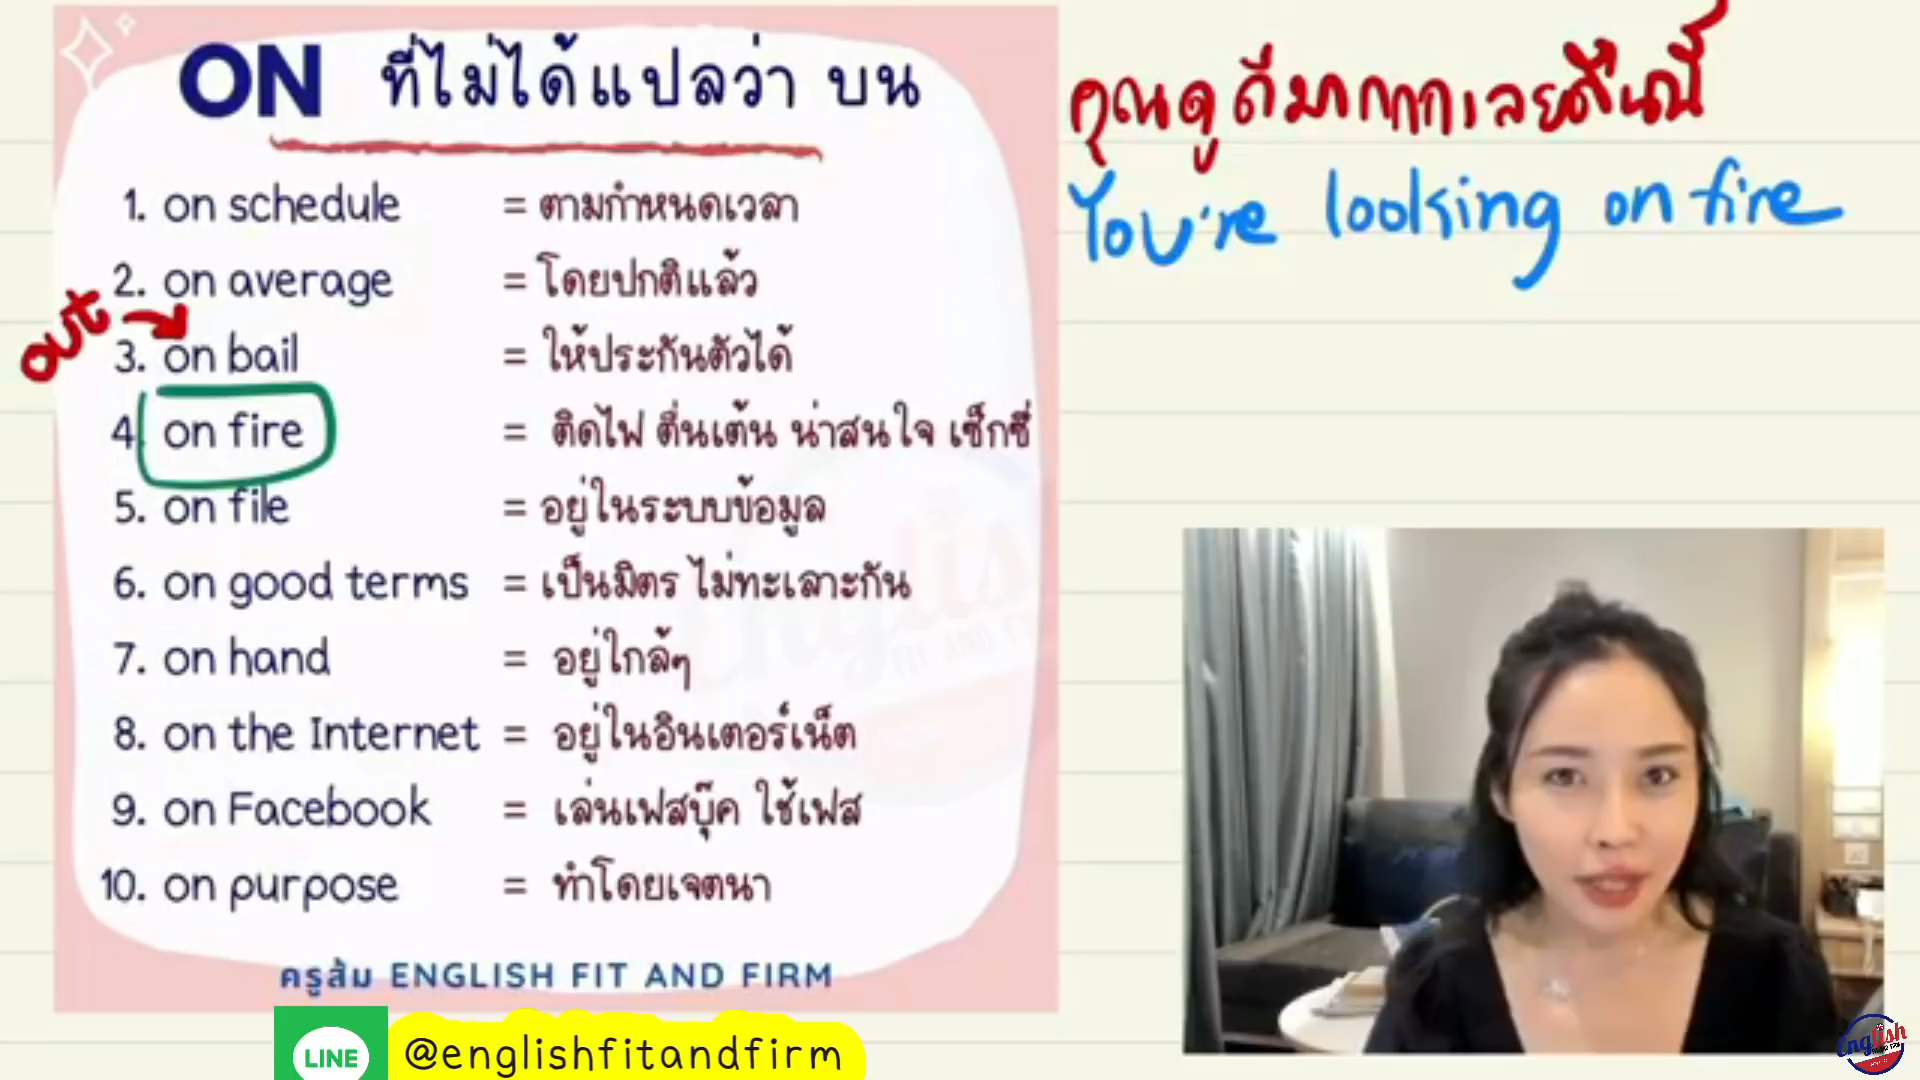 ON ที่ไม่ได้แปลว่า บน
1. on schedule = ตามกำหนดเวลา
2. on average = โดยปกติแล้ว
out
3. on bail = ให้ประกันตัวได้
4. on fire = ติดไฟ ตื่นเต้น น่าสนใจ เซ็กซี่
5. on file = อยู่ในระบบข้อมูล
6. on good terms = เป็นมิตร ไม่ทะเลาะกัน
7. on hand = อยู่ใกล้ๆ
8. on the Internet = อยู่ในอินเตอร์เน็ต
9. on Facebook = เล่นเฟสบุ๊ค ใช้เฟส
10. on purpose = ทำโดยเจตนา
ครูส้ม ENGLISH FIT AND FIRM
LINE @englishfitandfirm
คุณดูดีมากกกกเลยคืนนี้
You're looking on fire
English